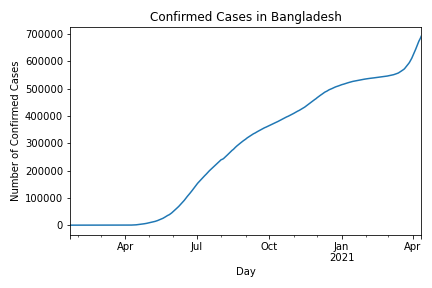 Confirmed Cases in Bangladesh
700000
600000
500000
400000
300000
200000
100000
0
Number of Confirmed Cases
Apr Jul Oct Jan Apr
2021
Day